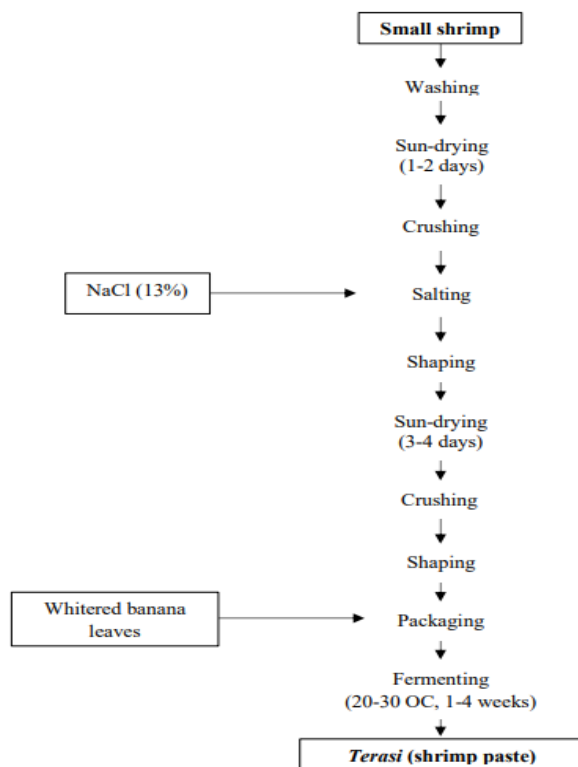 Small shrimp
Washing
Sun-drying
(1-2 days)
Crushing
NaCl (13%)
Salting
Shaping
Sun-drying
(3-4 days)
Crushing
Shaping
Whitered banana
leaves
Packaging
Fermenting
(20-30 OC, 1-4 weeks)
Terasi (shrimp paste)